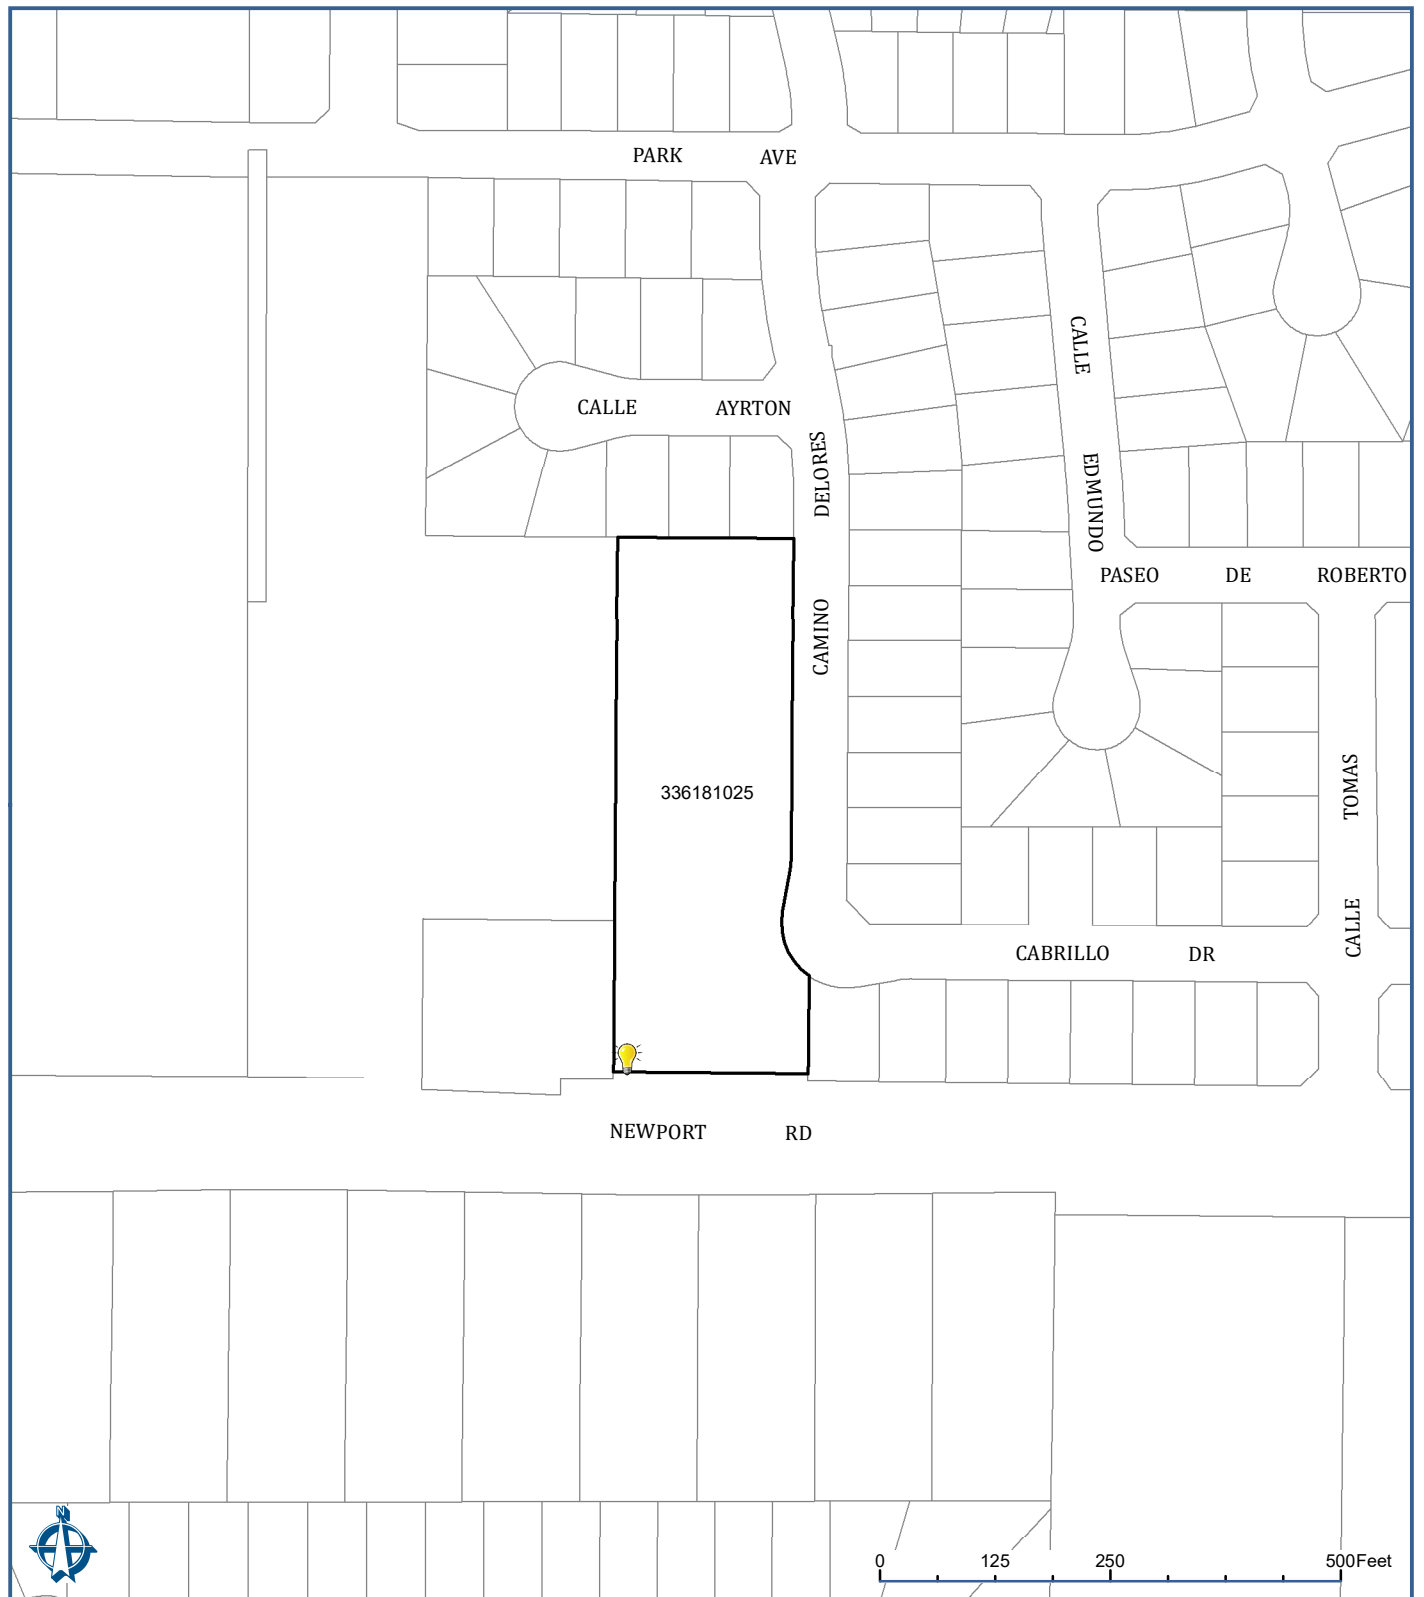 PARK AVE
CALLE
CALLE AYRTON
DELORES
EDMUNDO
PASEO DE ROBERTO
CAMINO
TOMAS
336181025
CALLE
CABRILLO DR
NEWPORT RD
N
0 125 250 500Feet